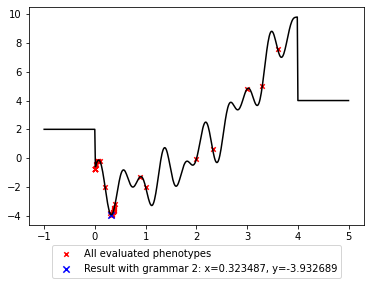 10
8
6
4
2
0
−2
−4
−1 0 1 2 3 4 5
All evaluated phenotypes
Result with grammar 2: x=0.323487, y=-3.932689